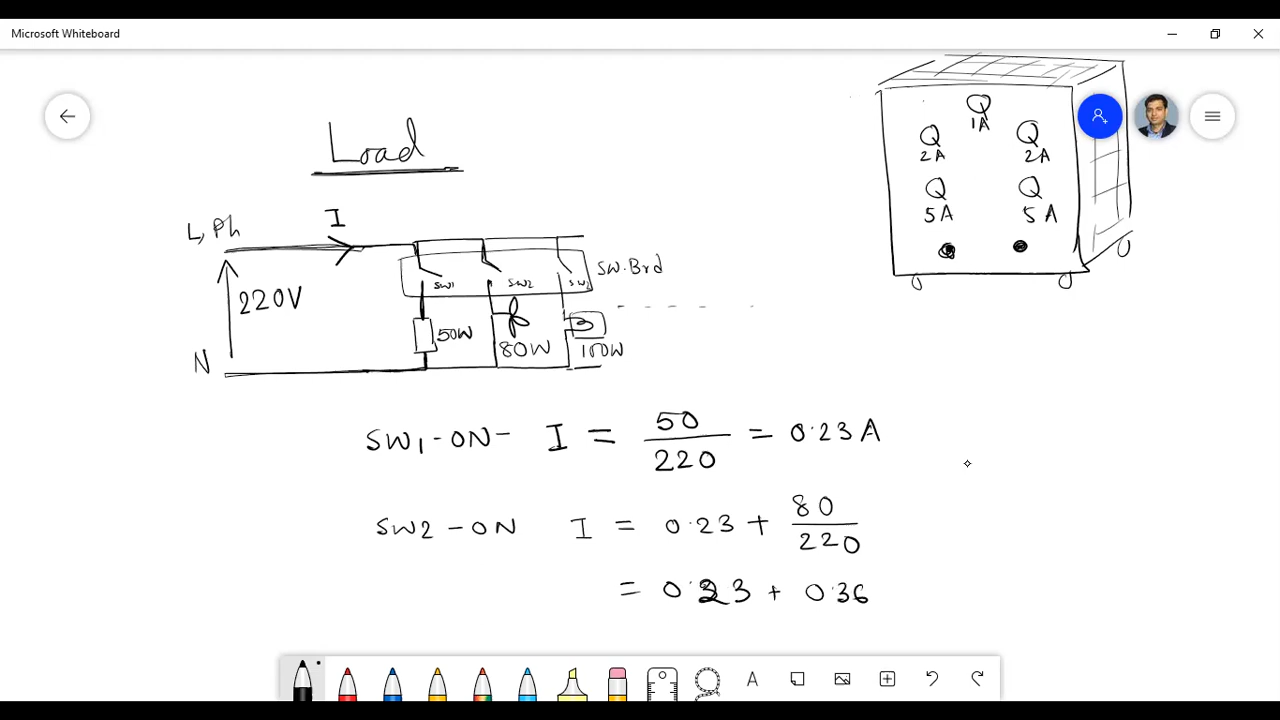 Microsoft Whiteboard
Load
Q
1A
Q Q
2A 2A
Q Q
5A 5A
L, Ph
I
220V
N
SW1 SW2
SW.Brd
50W 80W 100W
SW1-ON- I = 50/220 = 0.23A
SW2-ON I = 0.23 + 80/220
= 0.23 + 0.36
A